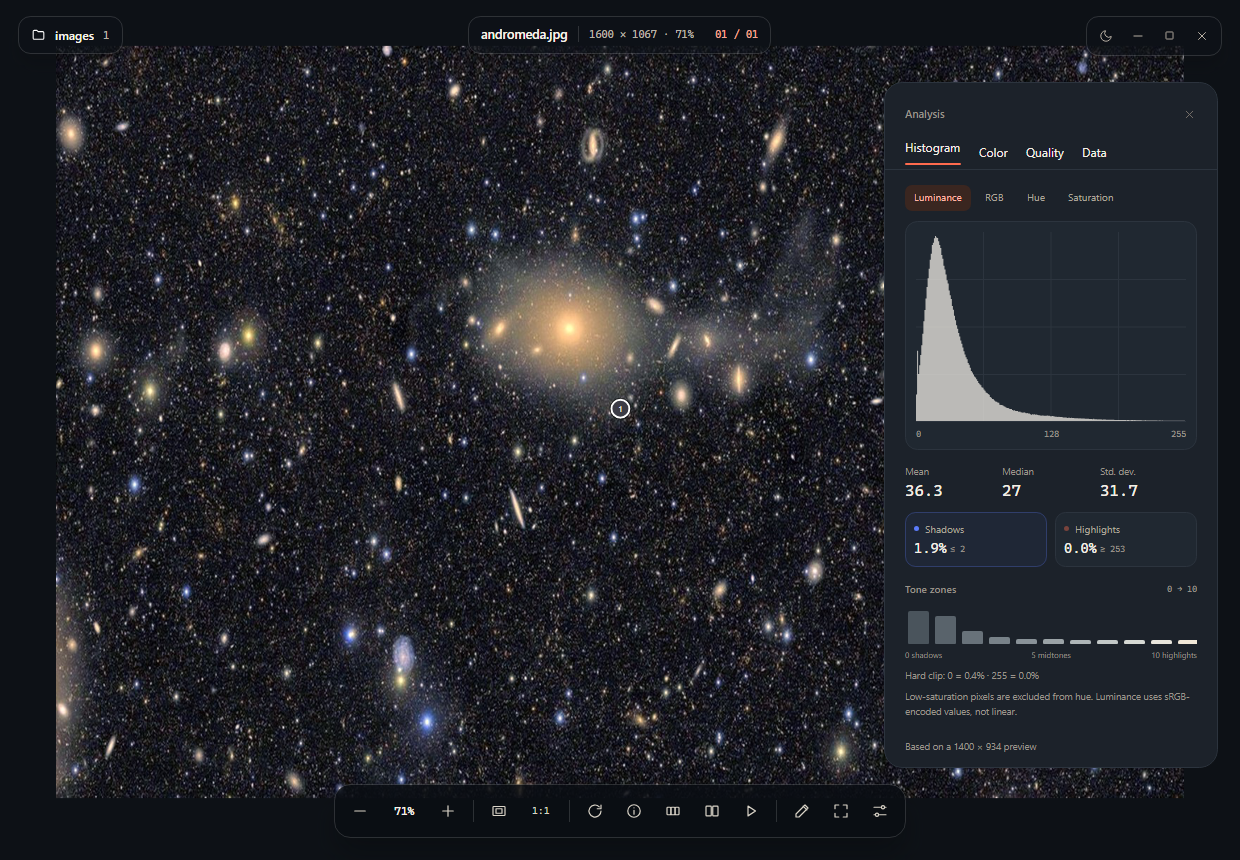 images 1
andromeda.jpg 1600 × 1067 · 71% 01 / 01
Analysis
Histogram Color Quality Data
Luminance RGB Hue Saturation
0 128 255
Mean Median Std. dev.
36.3 27 31.7
Shadows Highlights
1.9% ≤ 2 0.0% ≥ 253
Tone zones 0 → 10
0 shadows 5 midtones 10 highlights
Hard clip: 0 = 0.4% · 255 = 0.0%
Low-saturation pixels are excluded from hue. Luminance uses sRGB-
encoded values, not linear.
Based on a 1400 × 934 preview
1
71% 1:1